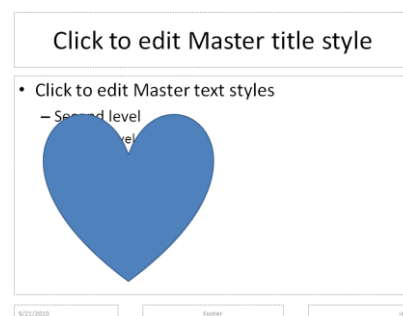 Click to edit Master title style
• Click to edit Master text styles
– Second level
9/21/2010
Footer